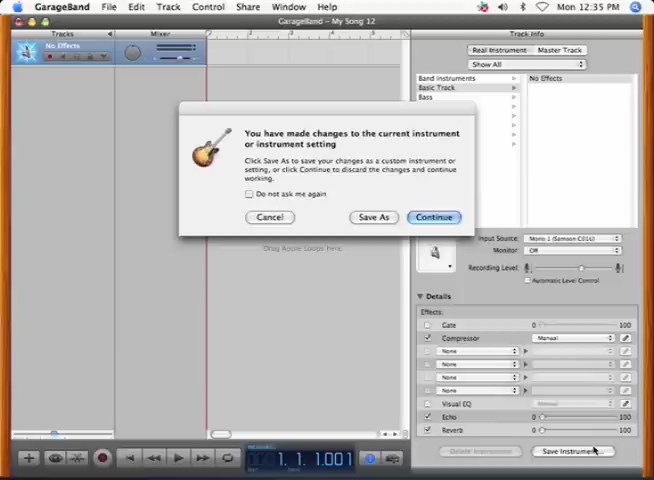 GarageBand File Edit Track Control Share Window Help Mon 12:35 PM
GarageBand - My Song 12
Tracks Mixer
Track Info
No Effects
Real Instrument Master Track
Show All
Band Instruments
Basic Track
Bass
No Effects
You have made changes to the current instrument
or instrument setting
Click Save As to save your changes as a custom instrument or
setting, or click Continue to discard the changes and continue
working.
Do not ask me again
Cancel Save As Continue
Drag Apple Loops here.
Input Source: Mono 1 (Samson C01U)
Monitor: Off
Recording Level:
Automatic Level Control
Details
Effects:
Gate 0 100
Compressor Manual
None
None
None
None
Visual EQ Manual
Echo 0 100
Reverb 0 100
Delete Instrument Save Instrument...
1. 1. 1.001